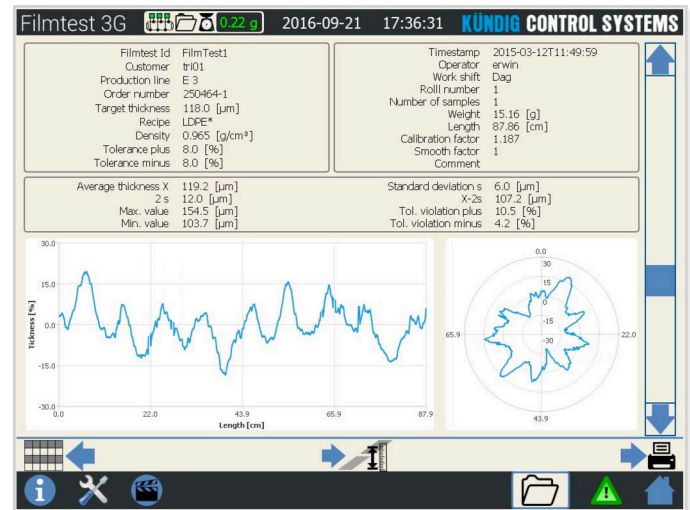 Filmtest 3G 0.22 g 2016-09-21 17:36:31 KÜNDIG CONTROL SYSTEMS
Filmtest Id FilmTest1
Customer tri01
Production line E 3
Order number 250464-1
Target thickness 118.0 [µm]
Recipe LDPE*
Density 0.965 [g/cm³]
Tolerance plus 8.0 [%]
Tolerance minus 8.0 [%]
Timestamp 2015-03-12T11:49:59
Operator erwin
Work shift Dag
Rolll number 1
Number of samples 1
Weight 15.16 [g]
Length 87.86 [cm]
Calibration factor 1.187
Smooth factor 1
Comment
Average thickness X 119.2 [µm]
2 s 12.0 [µm]
Max. value 154.5 [µm]
Min. value 103.7 [µm]
Standard deviation s 6.0 [µm]
X-2s 107.2 [µm]
Tol. violation plus 10.5 [%]
Tol. violation minus 4.2 [%]
30.0
15.0
0.0
-15.0
-30.0
Tickness [%]
0.0 22.0 43.9 65.9 87.9
Length [cm]
0.0
30
15
0
-15
-30
65.9 22.0
43.9